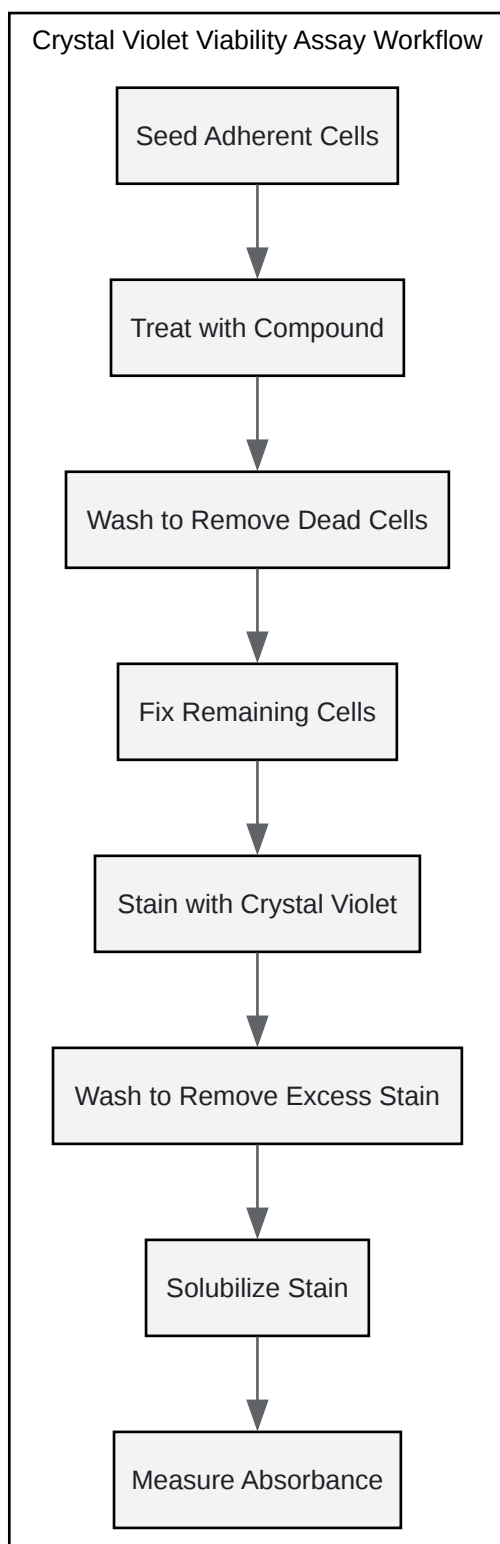 Crystal Violet Viability Assay Workflow
Seed Adherent Cells
Treat with Compound
Wash to Remove Dead Cells
Fix Remaining Cells
Stain with Crystal Violet
Wash to Remove Excess Stain
Solubilize Stain
Measure Absorbance